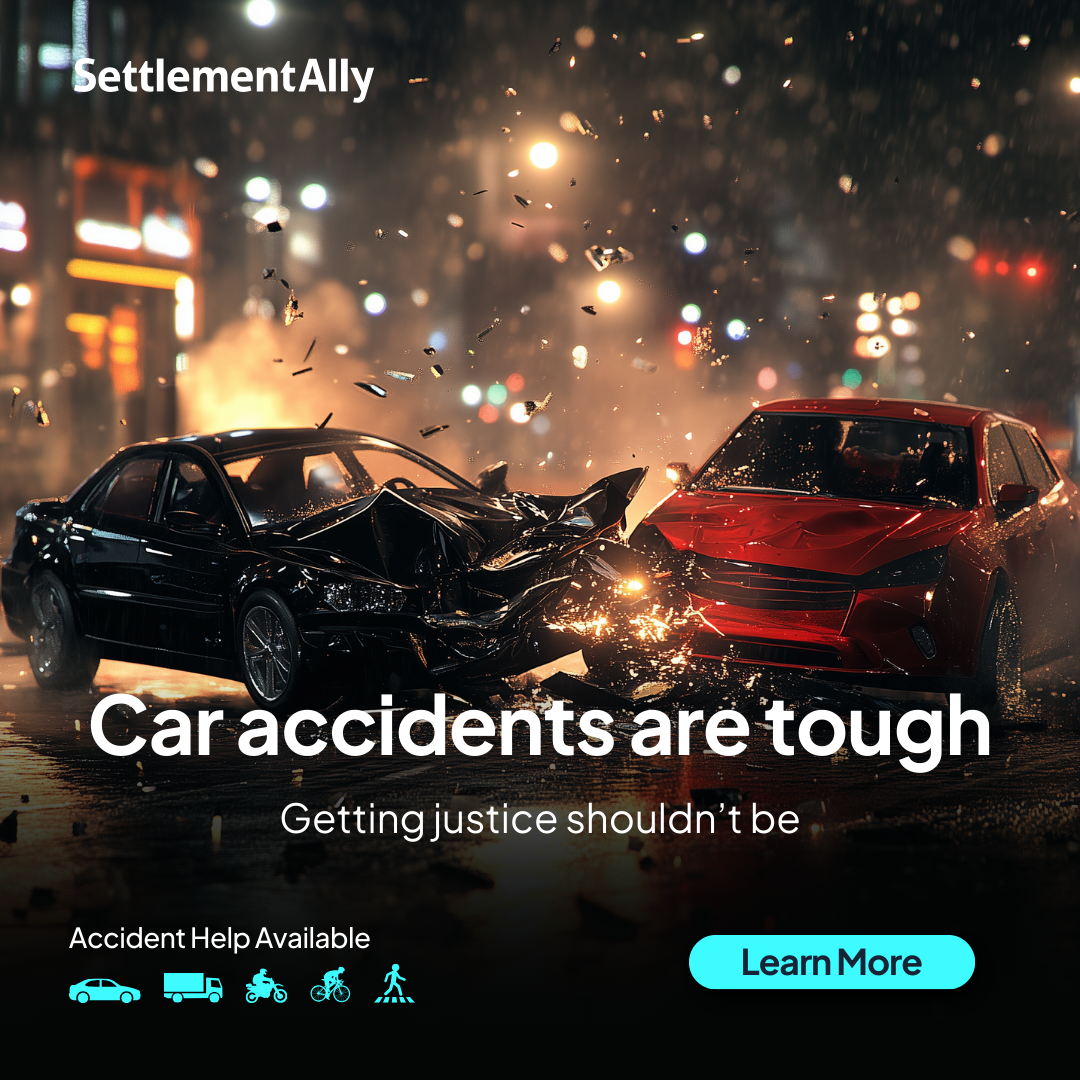 SettlementAlly
Car accidents are tough
Getting justice shouldn’t be
Accident Help Available
Learn More